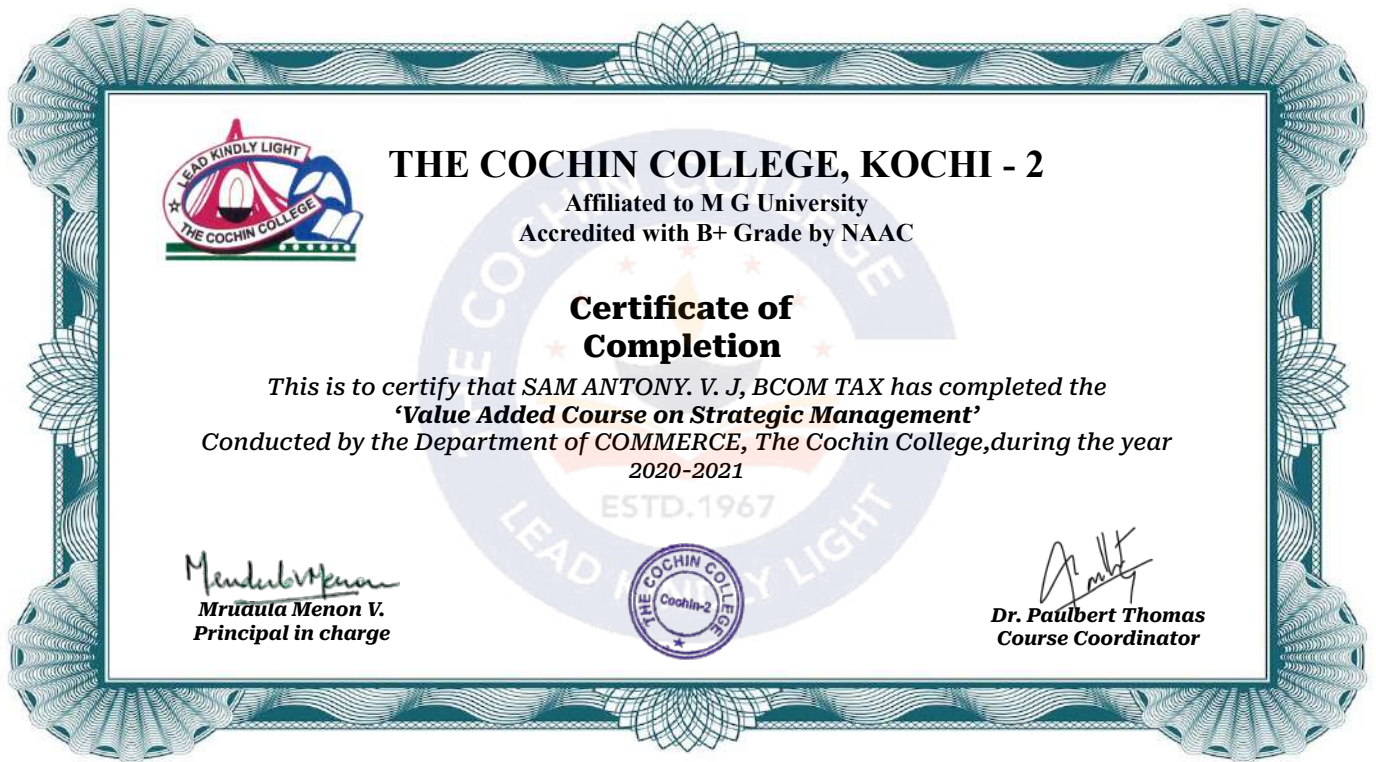 LEAD KINDLY LIGHT
THE COCHIN COLLEGE
THE COCHIN COLLEGE, KOCHI - 2
Affiliated to M G University
Accredited with B+ Grade by NAAC
THE COCHIN COLLEGE
Certificate of
Completion
This is to certify that SAM ANTONY. V. J, BCOM TAX has completed the
‘Value Added Course on Strategic Management’
Conducted by the Department of COMMERCE, The Cochin College,during the year
2020-2021
ESTD.1967
LEAD KINDLY LIGHT
Mrudula Menon V.
Principal in charge
THE COCHIN COLLEGE
Cochin-2
Dr. Paulbert Thomas
Course Coordinator